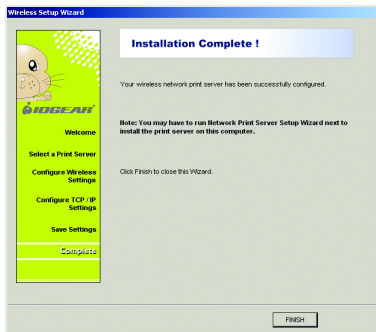 Wireless Setup Wizard
Installation Complete !
Your wireless network print server has been successfully configured.
Note: You may have to run Network Print Server Setup Wizard next to
install the print server on this computer.
Click Finish to close this Wizard.
IOGEAR
Welcome
Select a Print Server
Configure Wireless
Settings
Configure TCP / IP
Settings
Save Settings
Complete
FINISH